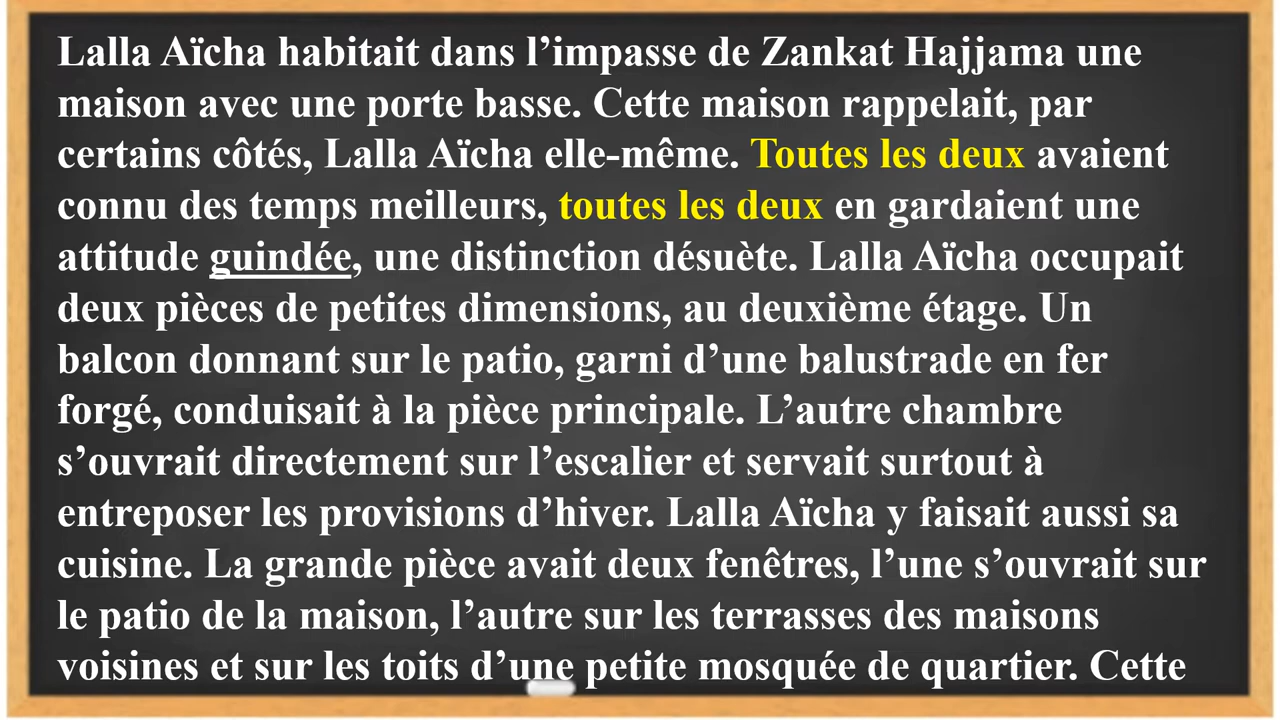 Lalla Aïcha habitait dans l’impasse de Zankat Hajjama une
maison avec une porte basse. Cette maison rappelait, par
certains côtés, Lalla Aïcha elle-même. Toutes les deux avaient
connu des temps meilleurs, toutes les deux en gardaient une
attitude guindée, une distinction désuète. Lalla Aïcha occupait
deux pièces de petites dimensions, au deuxième étage. Un
balcon donnant sur le patio, garni d’une balustrade en fer
forgé, conduisait à la pièce principale. L’autre chambre
s’ouvrait directement sur l’escalier et servait surtout à
entreposer les provisions d’hiver. Lalla Aïcha y faisait aussi sa
cuisine. La grande pièce avait deux fenêtres, l’une s’ouvrait sur
le patio de la maison, l’autre sur les terrasses des maisons
voisines et sur les toits d’une petite mosquée de quartier. Cette